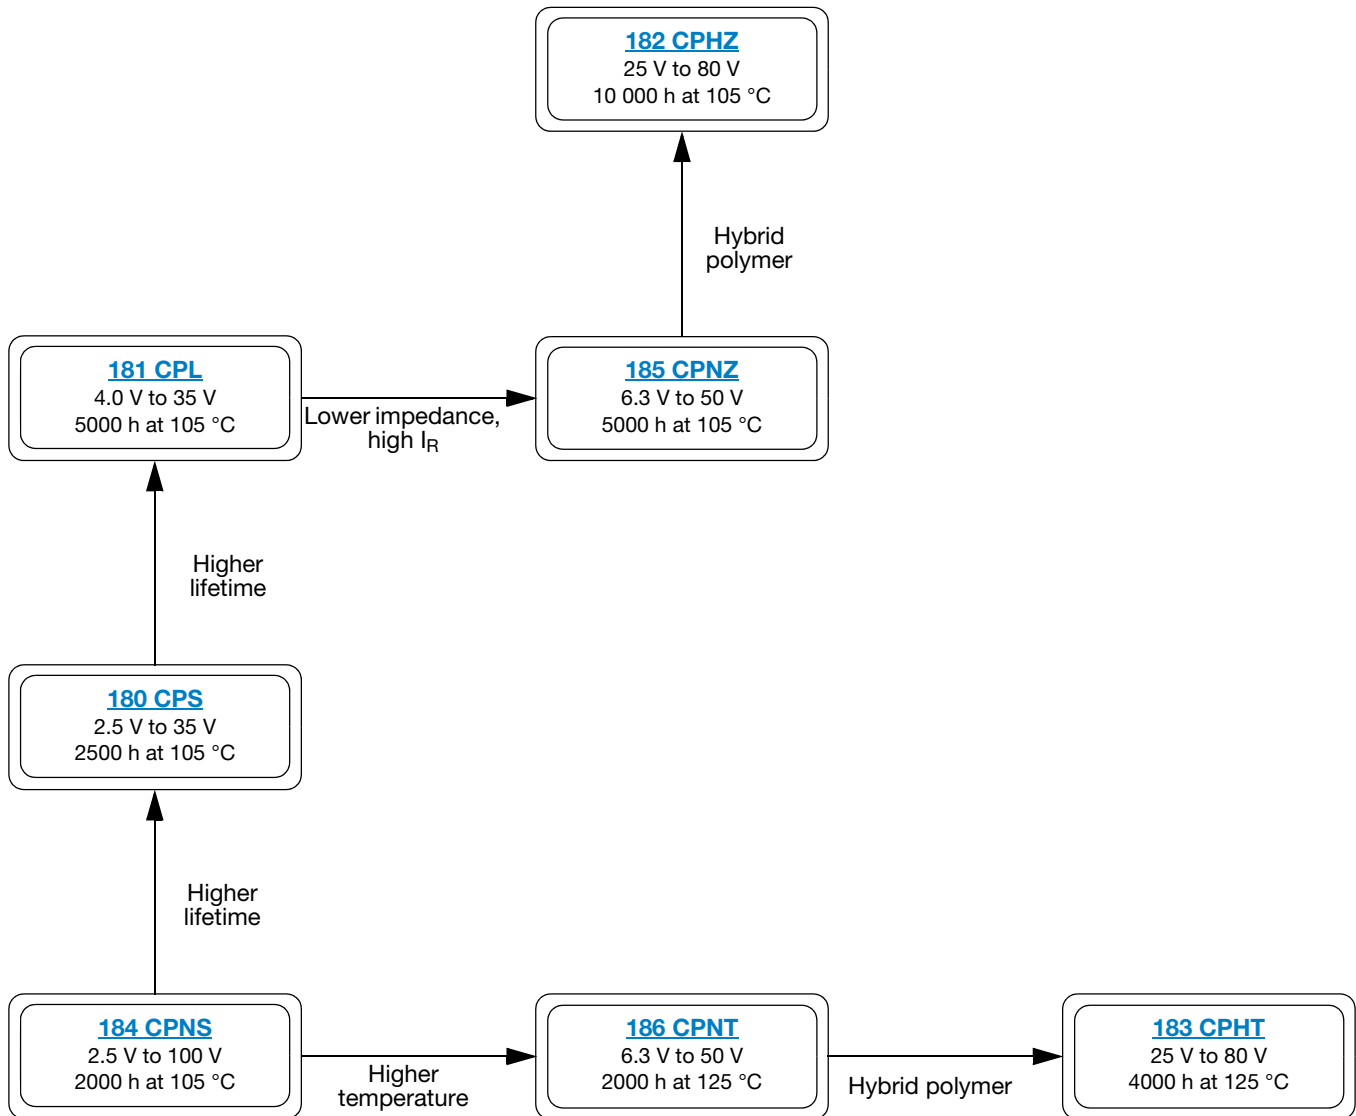 182 CPHZ
25 V to 80 V
10 000 h at 105 °C
Hybrid
polymer
181 CPL
4.0 V to 35 V
5000 h at 105 °C
Lower impedance,
high IR
185 CPNZ
6.3 V to 50 V
5000 h at 105 °C
Higher
lifetime
180 CPS
2.5 V to 35 V
2500 h at 105 °C
Higher
lifetime
184 CPNS
2.5 V to 100 V
2000 h at 105 °C
Higher
temperature
186 CPNT
6.3 V to 50 V
2000 h at 125 °C
Hybrid polymer
183 CPHT
25 V to 80 V
4000 h at 125 °C